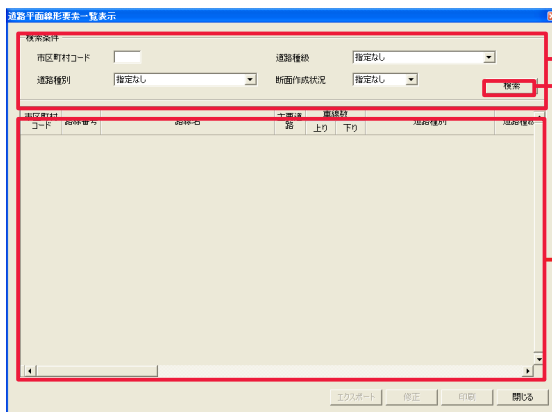 道路平面線形要素一覧表示
検索条件
市区町村コード 道路種級 指定なし
道路種別 指定なし 断面作成状況 指定なし
検索
市区町村コード 路線番号 路線名 主要道路 車線数 上り 下り 道路種別 道路種級
エクスポート 修正 印刷 閉じる